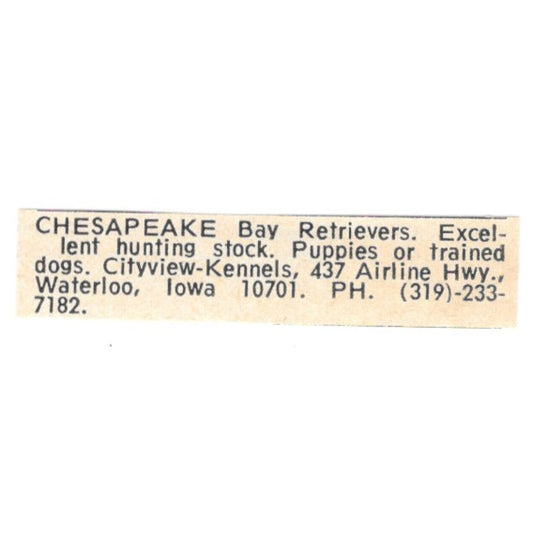 CHESAPEAKE Bay Retrievers. Excel-
lent hunting stock. Puppies or trained
dogs. Cityview-Kennels, 437 Airline Hwy.,
Waterloo, Iowa 10701. PH. (319)-233-
7182.